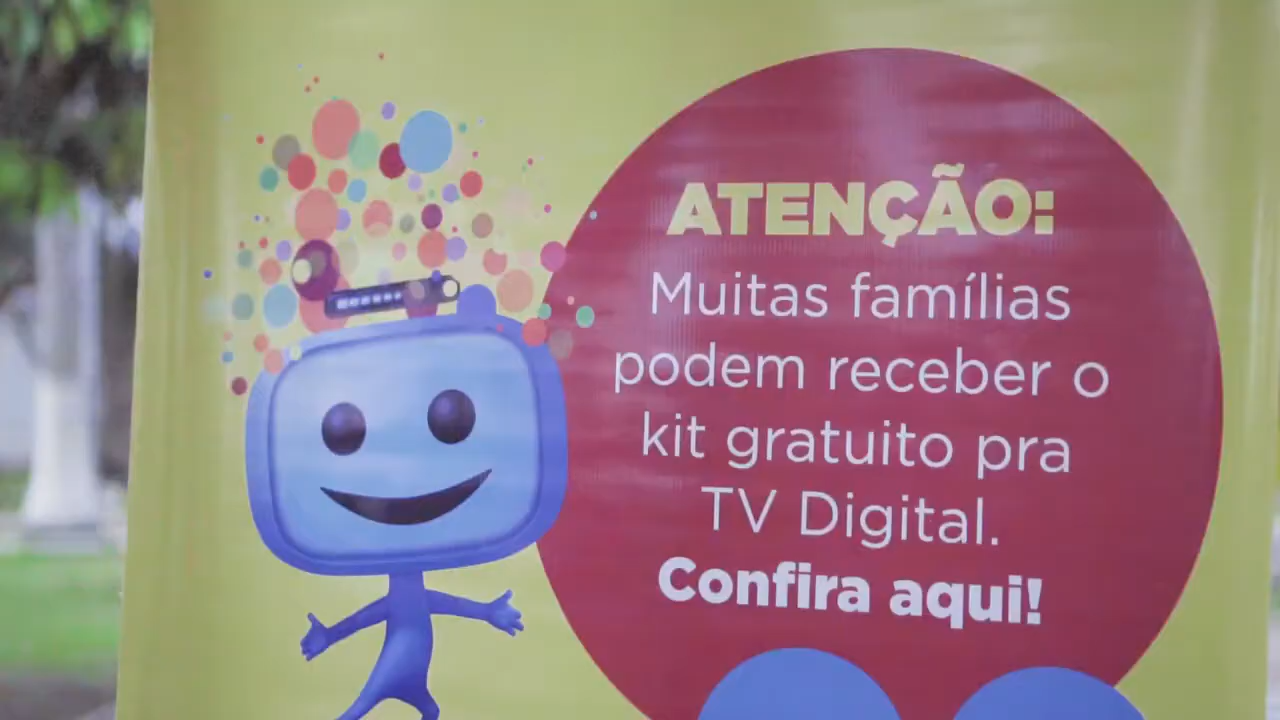 ATENÇÃO:
Muitas famílias
podem receber o
kit gratuito pra
TV Digital.
Confira aqui!